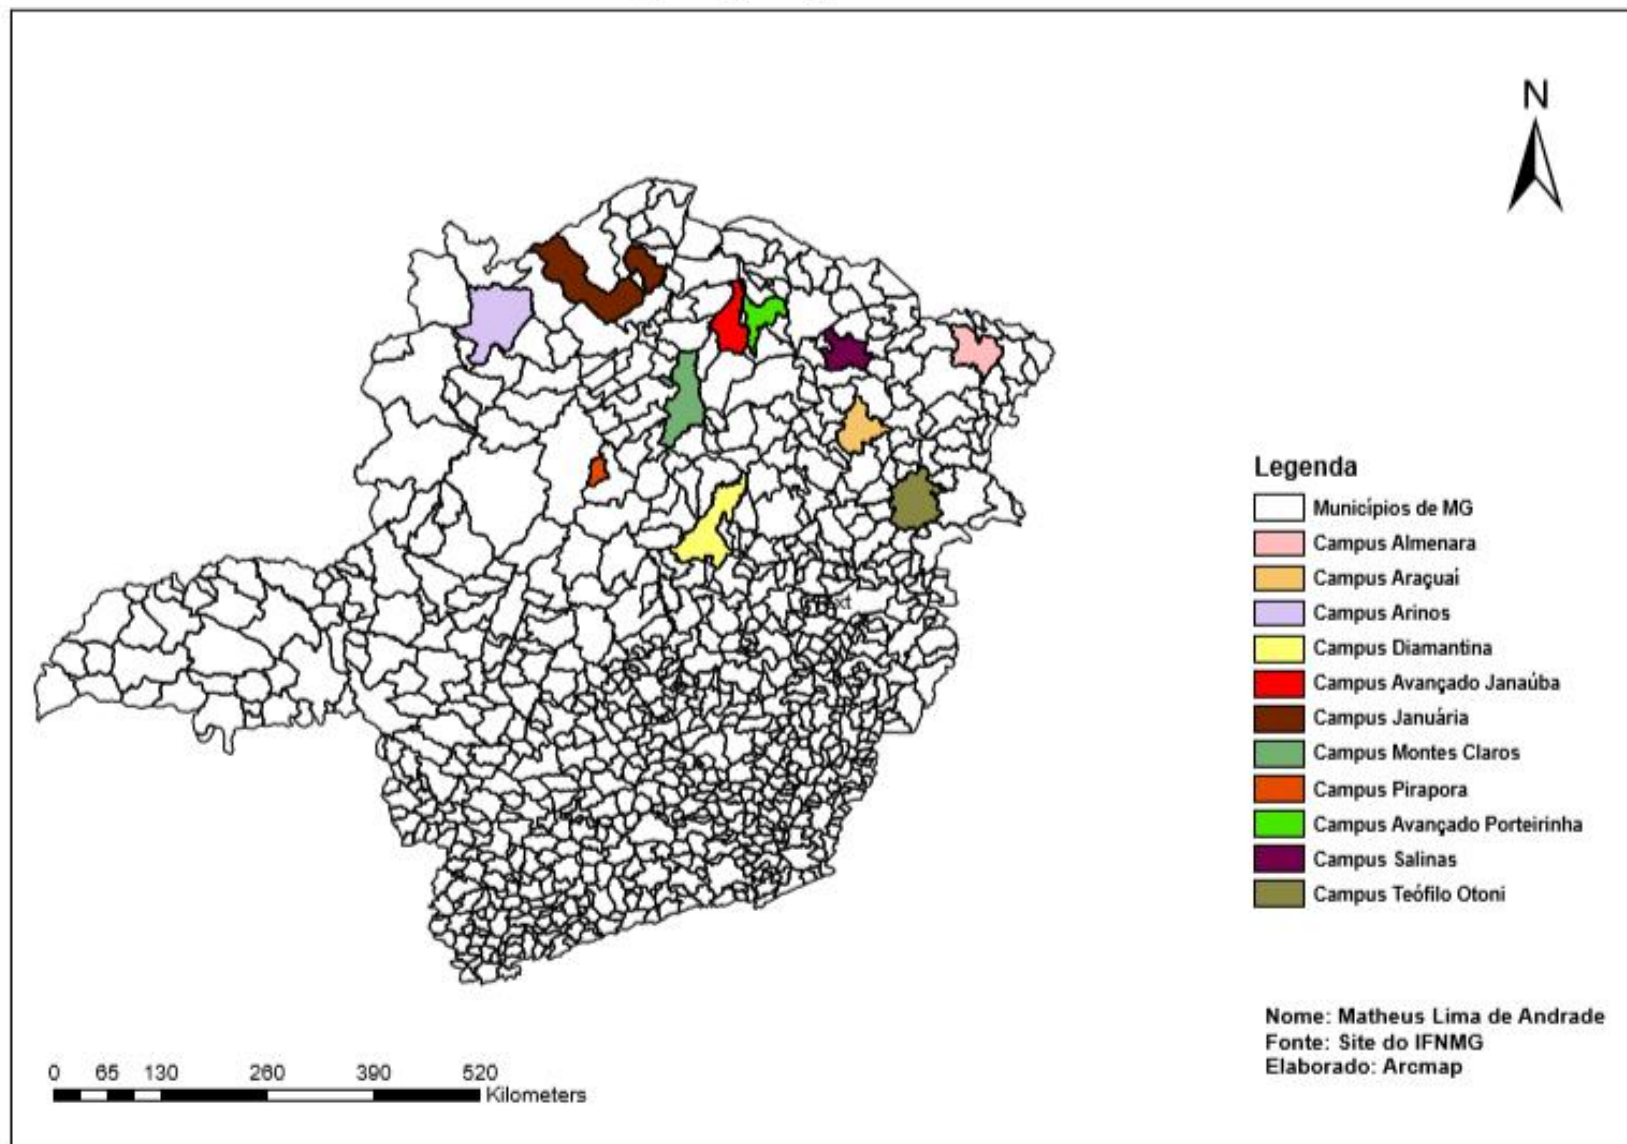 N
Legenda
Municípios de MG
Campus Almenara
Campus Araçuaí
Campus Arinos
Campus Diamantina
Campus Avançado Janaúba
Campus Januária
Campus Montes Claros
Campus Pirapora
Campus Avançado Porteirinha
Campus Salinas
Campus Teófilo Otoni
Nome: Matheus Lima de Andrade
Fonte: Site do IFNMG
Elaborado: Arcmap
0 65 130 260 390 520
Kilometers